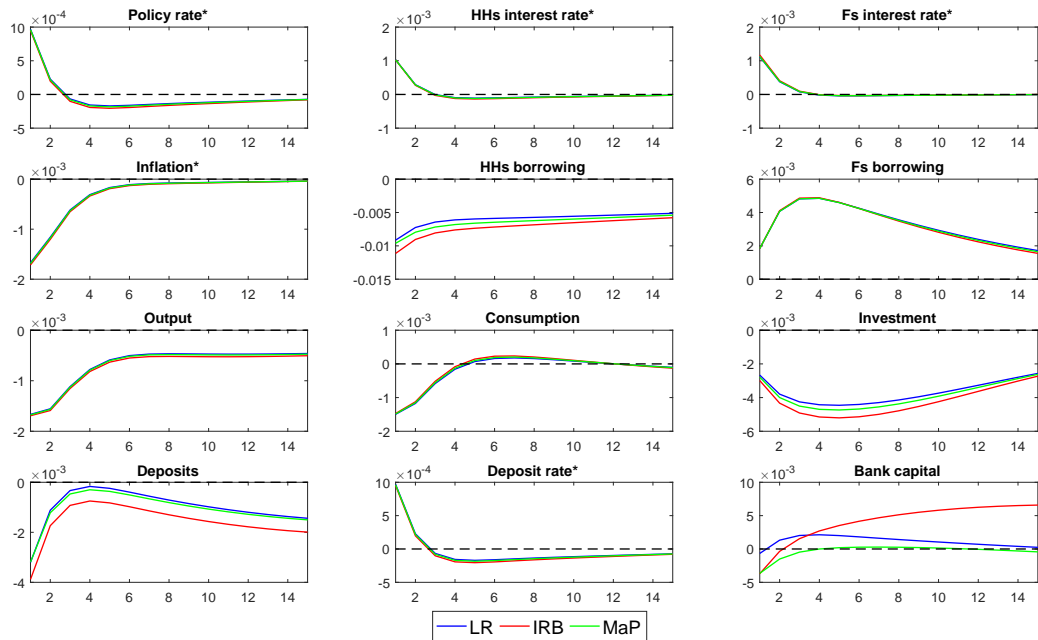 Policy rate* HHs interest rate* Fs interest rate*
×10⁻⁴ ×10⁻³ ×10⁻³
10 2 2
5 1 1
0 0 0
-5 -1 -1
2 4 6 8 10 12 14 2 4 6 8 10 12 14 2 4 6 8 10 12 14
Inflation* HHs borrowing Fs borrowing
×10⁻³ ×10⁻³
0 0 6
-0.005 4
-1 -0.01 2
-2 -0.015 0
2 4 6 8 10 12 14 2 4 6 8 10 12 14 2 4 6 8 10 12 14
Output Consumption Investment
×10⁻³ ×10⁻³ ×10⁻³
0 1 0
0 -2
-1 -1 -4
-2 -2 -6
2 4 6 8 10 12 14 2 4 6 8 10 12 14 2 4 6 8 10 12 14
Deposits Deposit rate* Bank capital
×10⁻³ ×10⁻⁴ ×10⁻³
0 10 10
5 5
-2 0 0
-4 -5 -5
2 4 6 8 10 12 14 2 4 6 8 10 12 14 2 4 6 8 10 12 14
LR IRB MaP